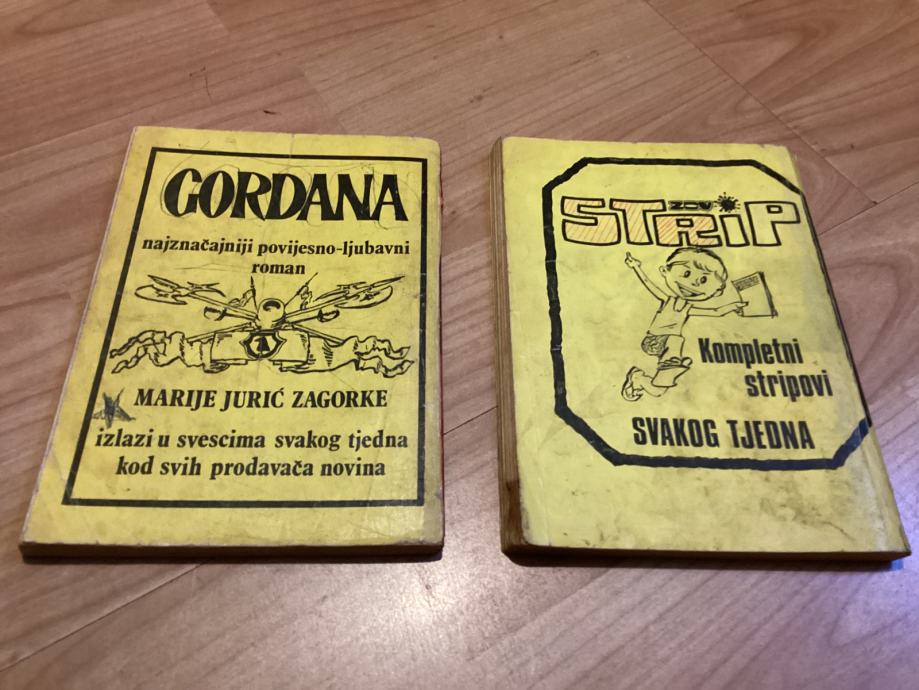 GORDANA
najznačajniji povijesno-ljubavni
roman
MARIJE JURIĆ ZAGORKE
izlazi u svescima svakog tjedna
kod svih prodavača novina
STRIP
Kompletni
stripovi
SVAKOG TJEDNA